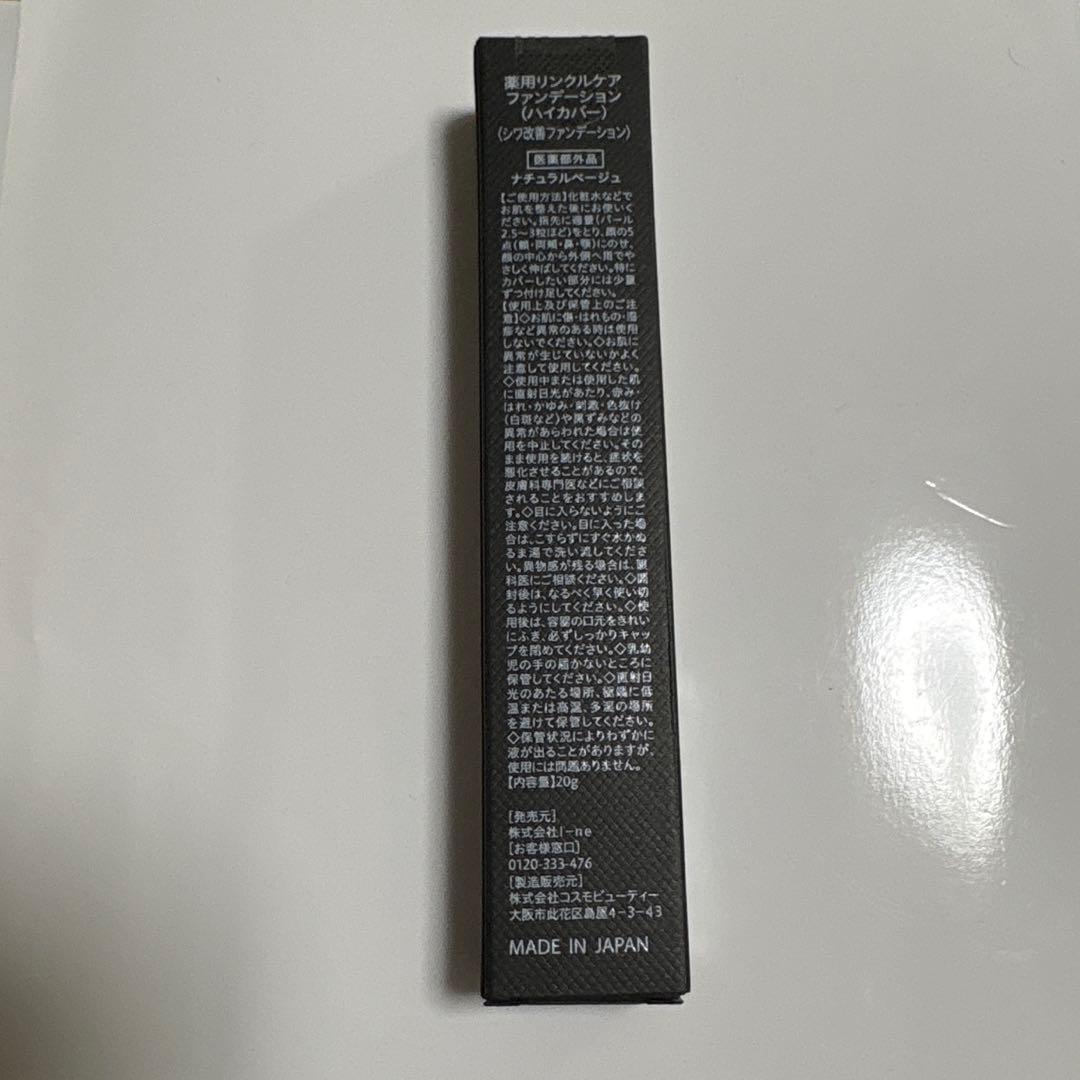 薬用リンクルケア
ファンデーション
(ハイカバー)
(シワ改善ファンデーション)
医薬部外品
ナチュラルベージュ
【ご使用方法】化粧水などで
お肌を整えた後にお使いく
ださい。指先に適量(パール
2.5〜3粒ほど)をとり、顔の5
点(額・両頬・鼻・顎)にのせ、
顔の中心から外側へ指でや
さしく伸ばしてください。特に
カバーしたい部分には少量
ずつ付け足してください。
【使用上及び保管上のご注
意】◇お肌に傷・はれもの・湿
疹など異常のある時は使用
しないでください。◇お肌に
異常が生じていないかよく
注意して使用してください。
◇使用中または使用した肌
に直射日光があたり、赤み・
はれ・かゆみ・刺激・色抜け
(白斑など)や黒ずみなどの
異常があらわれた場合は使
用を中止してください。その
まま使用を続けると、症状を
悪化させることがあるので、
皮膚科専門医などにご相談
されることをおすすめしま
す。◇目に入らないようにご
注意ください。目に入った場
合は、こすらずにすぐ水かぬ
るま湯で洗い流してくださ
い。異物感が残る場合は、眼
科医にご相談ください。◇開
封後は、なるべく早く使い切
るようにしてください。◇使
用後は、容器の口元をきれい
にふき、必ずしっかりキャッ
プを閉めてください。◇乳幼
児の手の届かないところに
保管してください。◇直射日
光のあたる場所、極端に低
温または高温、多湿の場所
を避けて保管してください。
◇保管状況によりわずかに
液が出ることがありますが、
使用には問題ありません。
【内容量】20g
[発売元]
株式会社I-ne
[お客様窓口]
0120-333-476
[製造販売元]
株式会社コスモビューティー
大阪市此花区島屋4-3-43
MADE IN JAPAN